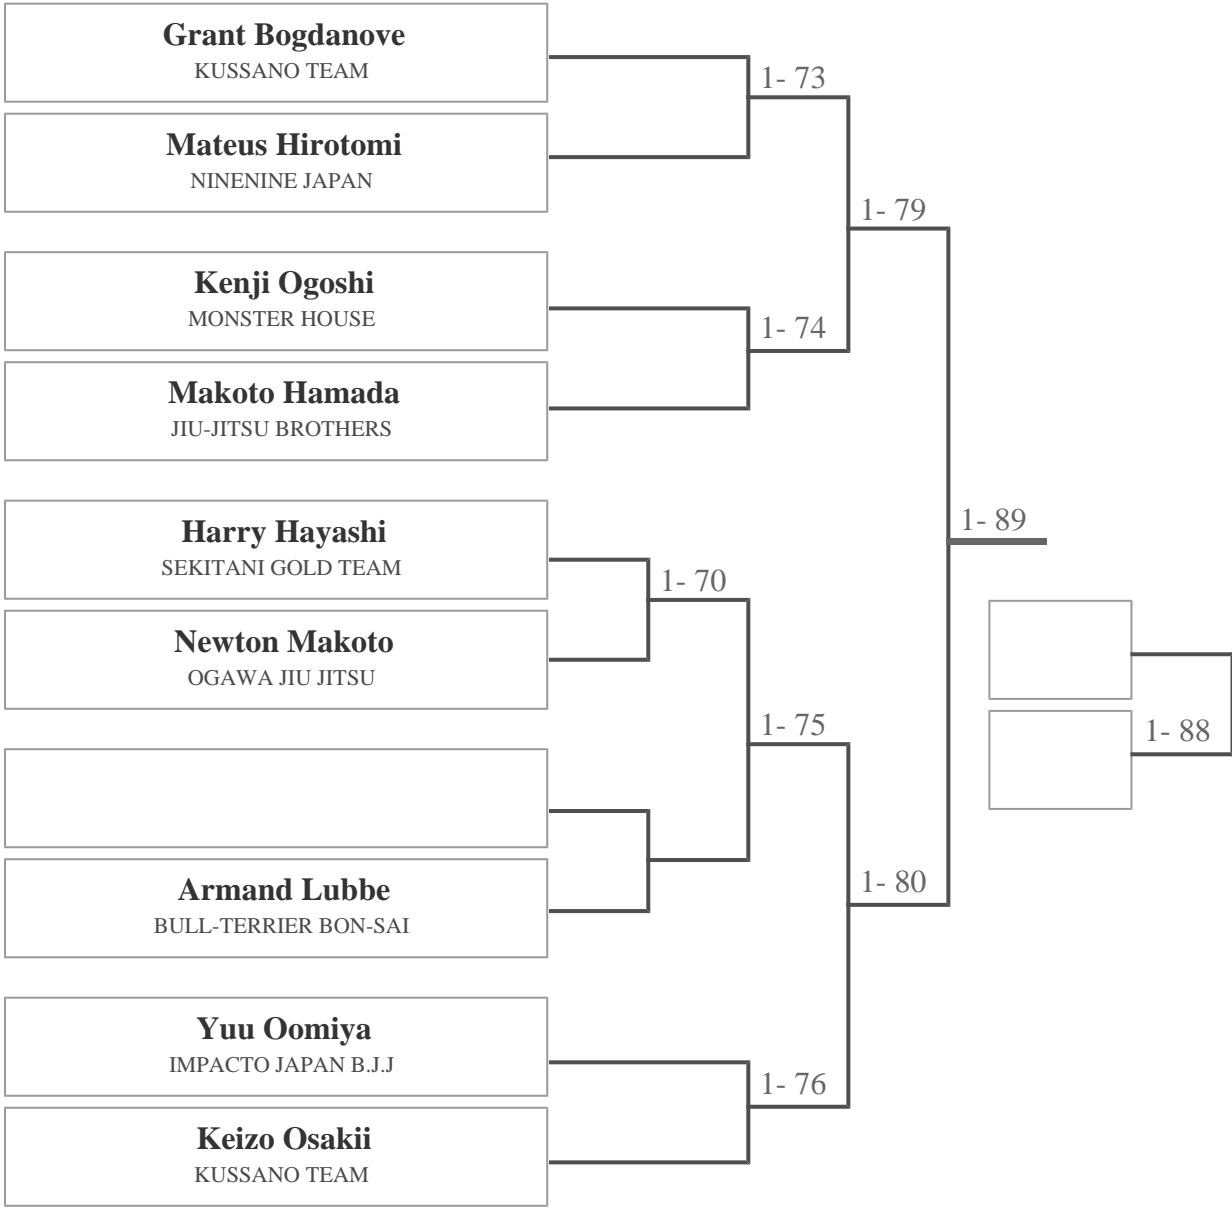 Grant Bogdanove
KUSSANO TEAM
1- 73
Mateus Hirotomi
NINENINE JAPAN
1- 79
Kenji Ogoshi
MONSTER HOUSE
1- 74
Makoto Hamada
JIU-JITSU BROTHERS
1- 89
Harry Hayashi
SEKITANI GOLD TEAM
1- 70
Newton Makoto
OGAWA JIU JITSU
1- 75
1- 88
Armand Lubbe
BULL-TERRIER BON-SAI
1- 80
Yuu Oomiya
IMPACTO JAPAN B.J.J
1- 76
Keizo Osakii
KUSSANO TEAM